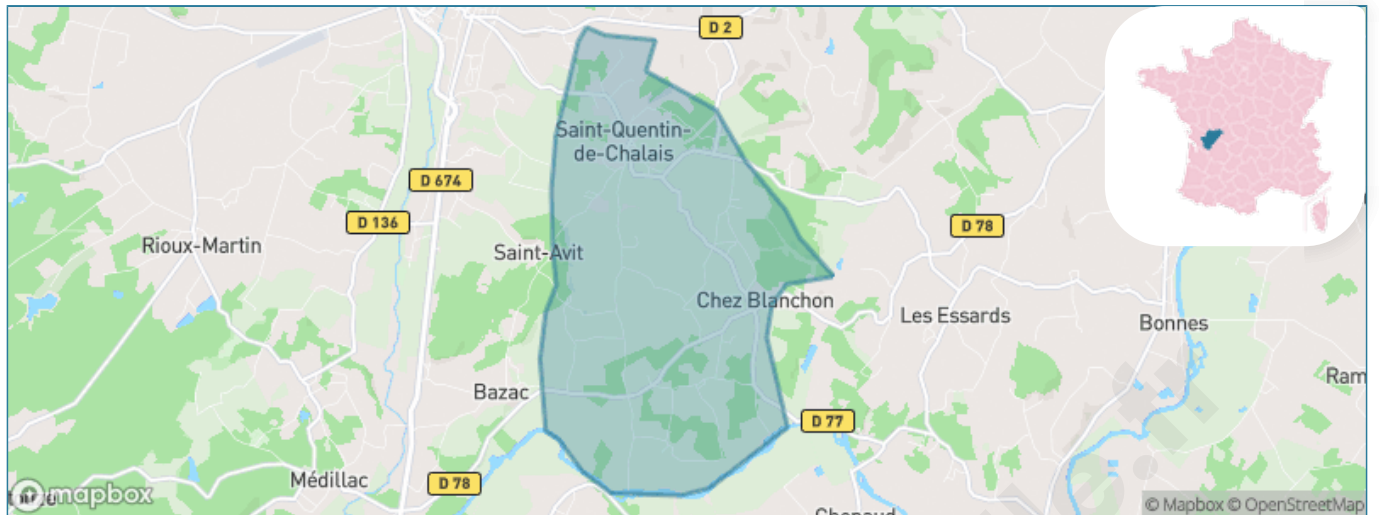 D 2
Saint-Quentin-
de-Chalais
D 674
D 136
D 78
Rioux-Martin
Saint-Avit
Chez Blanchon
Les Essards
Bonnes
Bazac
Ram
D 77
Médillac
D 78
mapbox
© Mapbox © OpenStreetMap